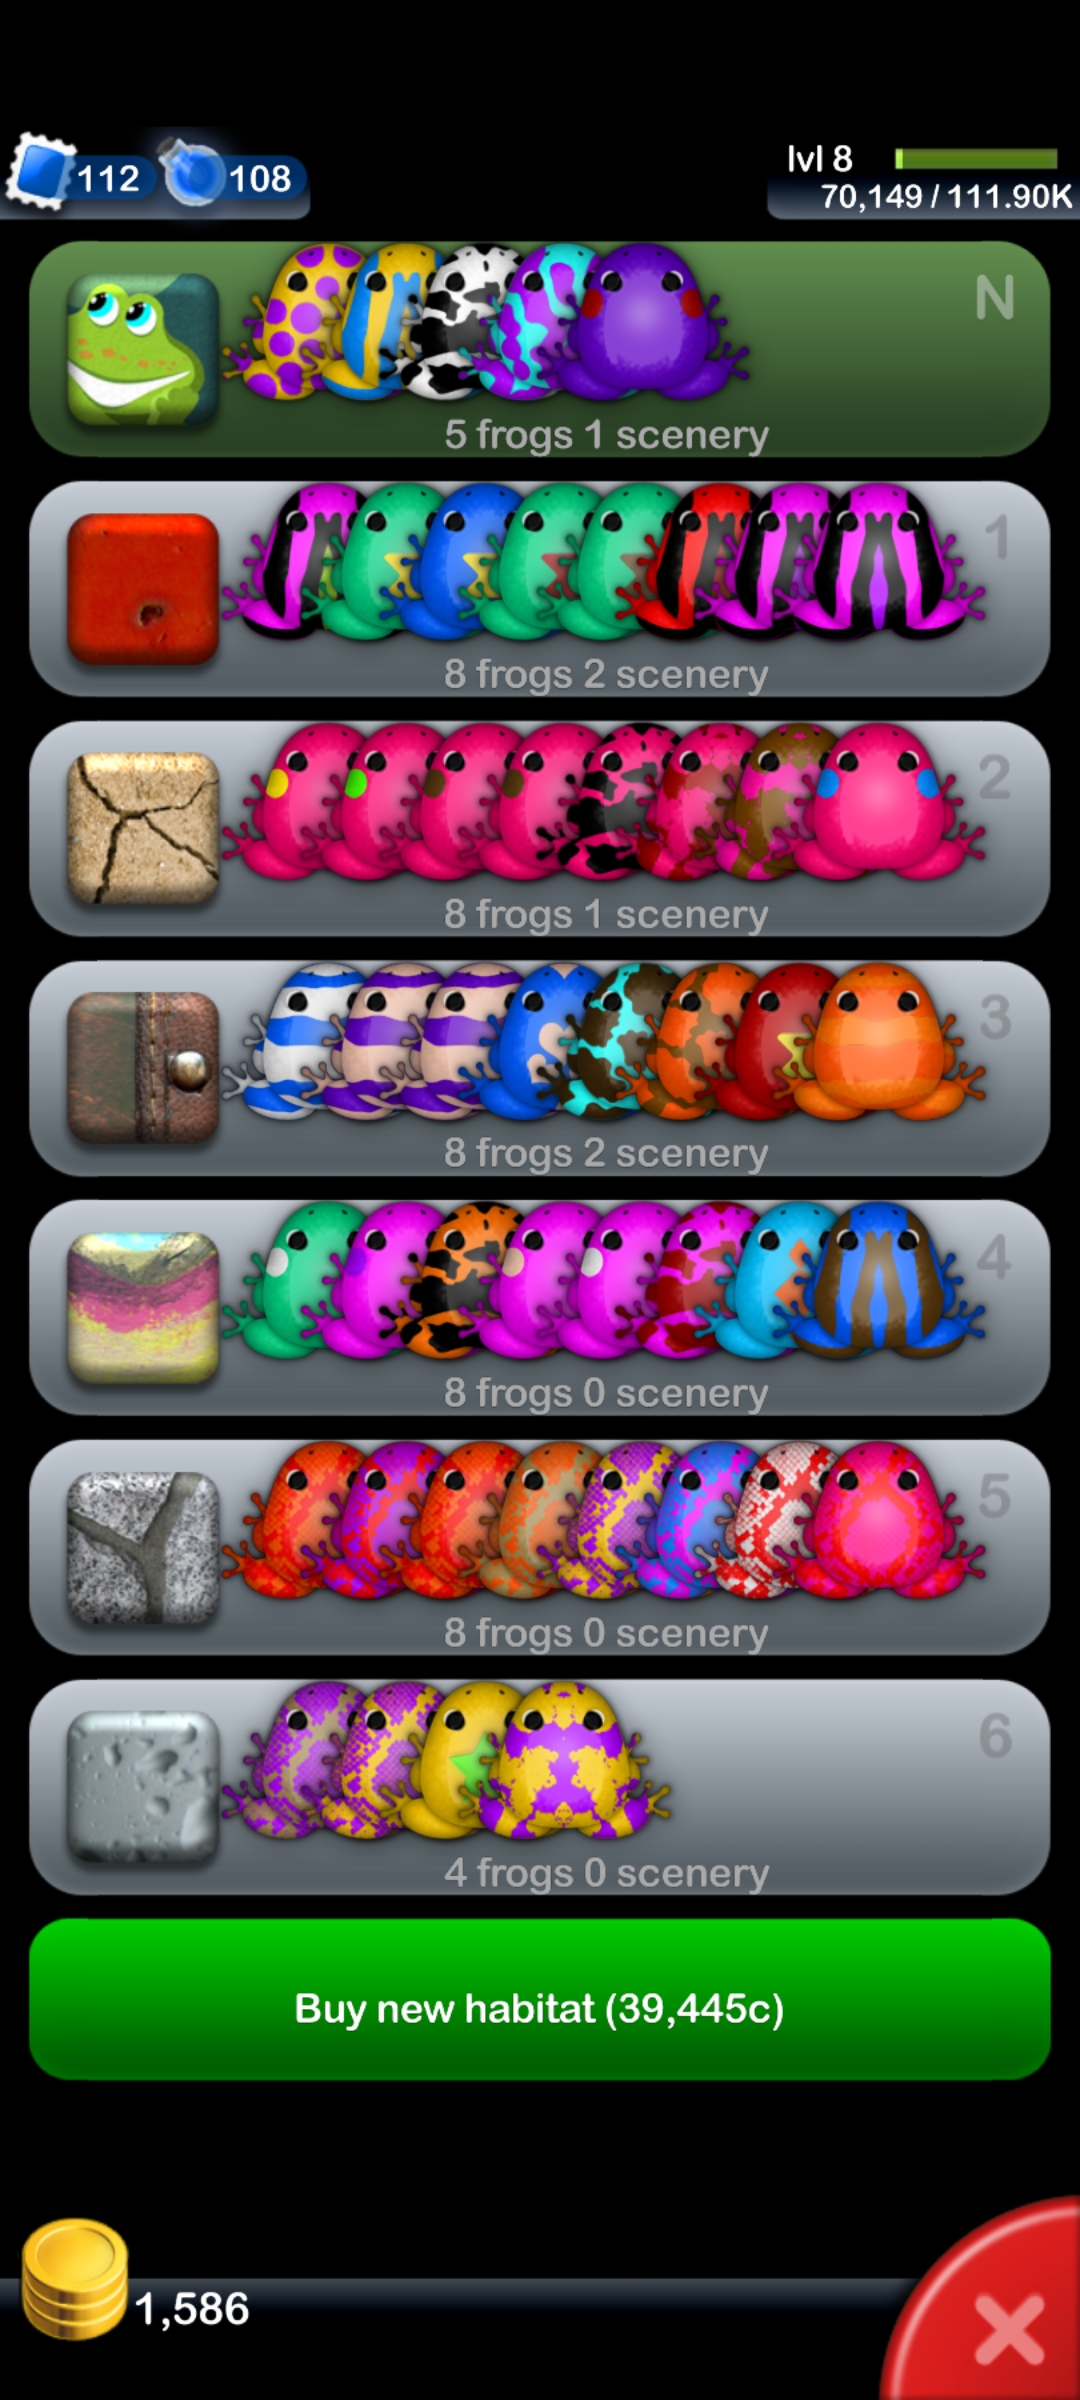 112 108
lvl 8
70,149 / 111.90K
N
5 frogs 1 scenery
1
8 frogs 2 scenery
2
8 frogs 1 scenery
3
8 frogs 2 scenery
4
8 frogs 0 scenery
5
8 frogs 0 scenery
6
4 frogs 0 scenery
Buy new habitat (39,445c)
1,586